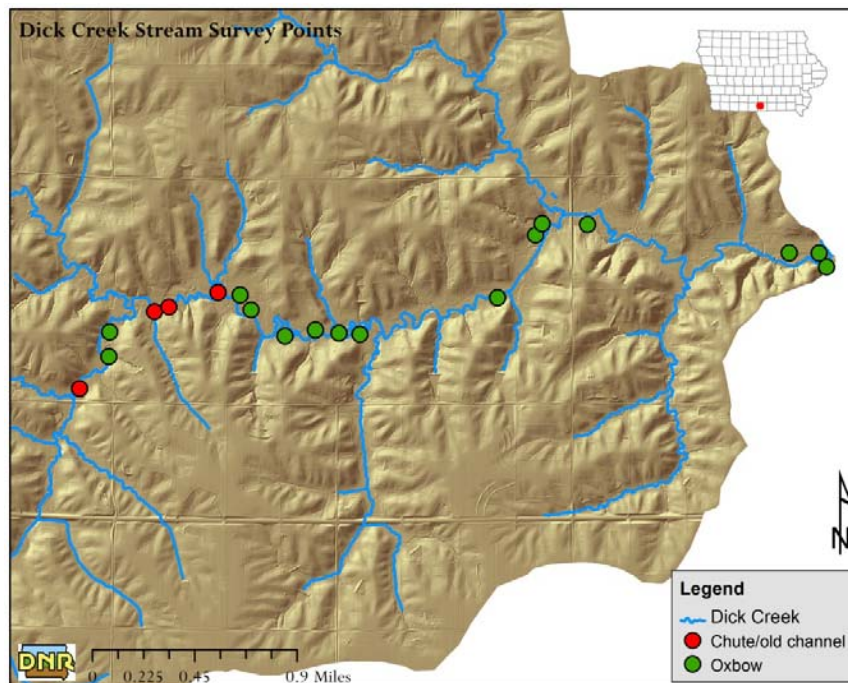 Dick Creek Stream Survey Points
N
Legend
Dick Creek
Chute/old channel
Oxbow
DNR
0 0.225 0.45 0.9 Miles